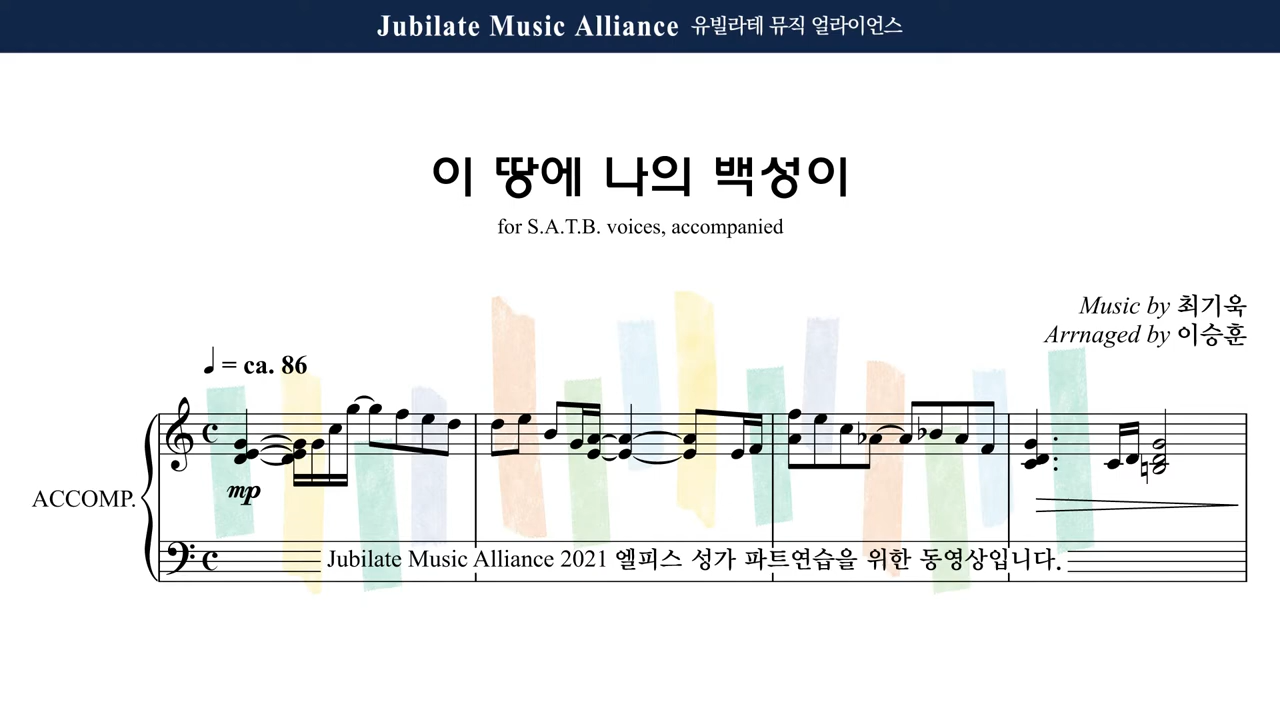 Jubilate Music Alliance 유빌라테 뮤직 얼라이언스
이 땅에 나의 백성이
for S.A.T.B. voices, accompanied
Music by 최기욱
Arrnaged by 이승훈
♩ = ca. 86
mp
ACCOMP.
Jubilate Music Alliance 2021 엘피스 성가 파트연습을 위한 동영상입니다.